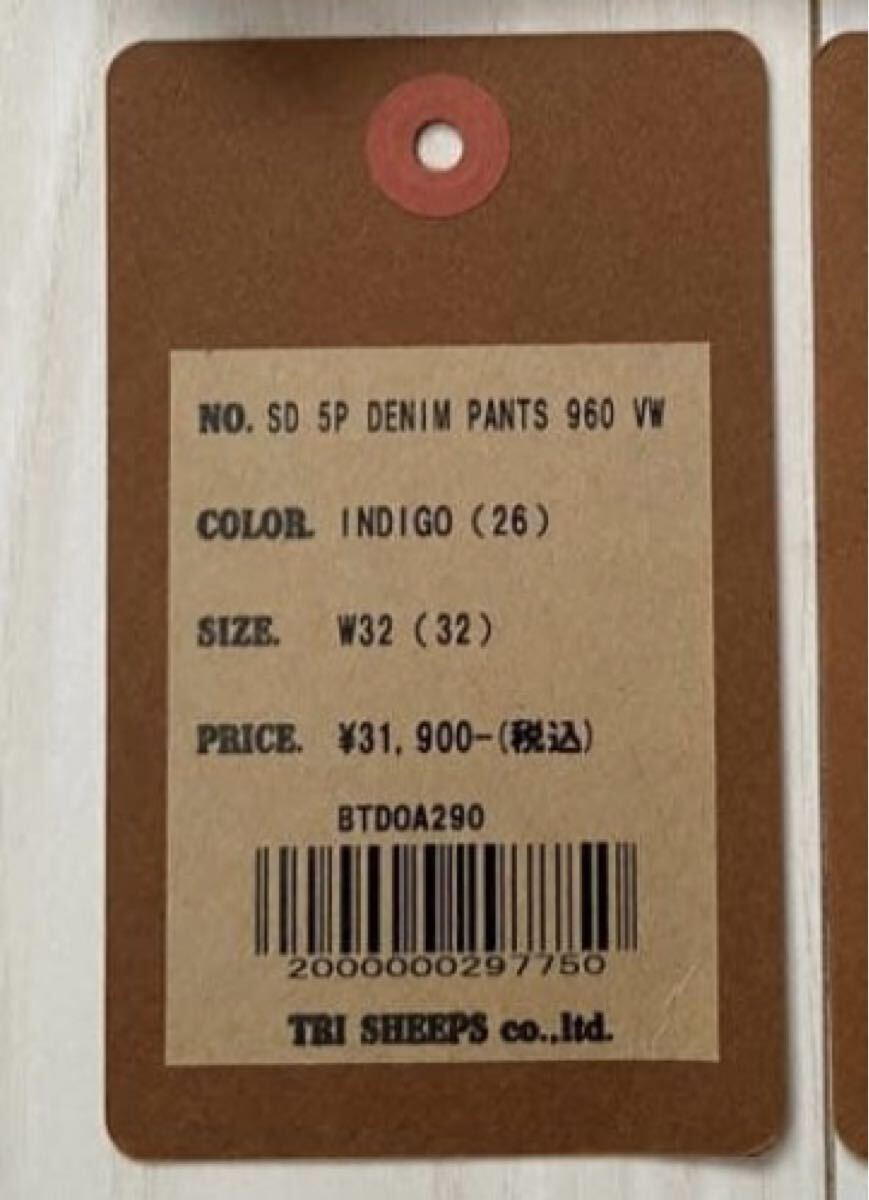 NO. SD 5P DENIM PANTS 960 VW
COLOR. INDIGO (26)
SIZE. W32 (32)
PRICE. ¥31,900-(税込)
BTDOA290
2000000297750
TRI SHEEPS co.,ltd.